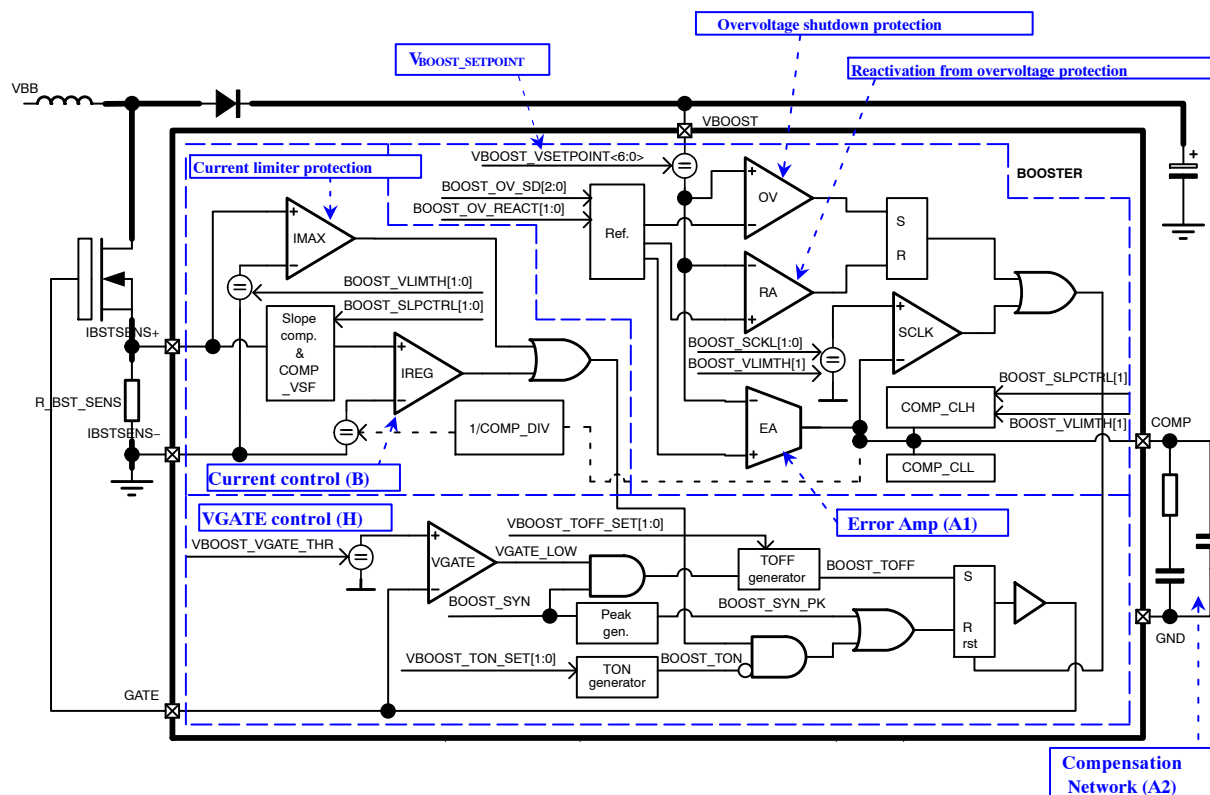 Overvoltage shutdown protection
VBOOST_SETPOINT
Reactivation from overvoltage protection
VBB
VBOOST
VBOOST_VSETPOINT<6:0>
=
BOOSTER
+
Current limiter protection
BOOST_OV_SD[2:0]
BOOST_OV_REACT[1:0]
Ref.
+
OV
−
S
R
+
IMAX
−
=
BOOST_VLIMTH[1:0]
BOOST_SLPCTRL[1:0]
−
RA
+
+
SCLK
−
IBSTSENS+
Slope
comp.
&
COMP
_VSF
+
IREG
−
BOOST_SCKL[1:0]
BOOST_VLIMTH[1]
=
BOOST_SLPCTRL[1]
R_BST_SENS
IBSTSENS−
=
1/COMP_DIV
−
EA
+
COMP_CLH
BOOST_VLIMTH[1]
COMP
COMP_CLL
Current control (B)
VGATE control (H)
Error Amp (A1)
VBOOST_TOFF_SET[1:0]
VBOOST_VGATE_THR
=
+
VGATE
−
VGATE_LOW
TOFF
generator
BOOST_TOFF
S
R
rst
BOOST_SYN
Peak
gen.
BOOST_SYN_PK
GND
VBOOST_TON_SET[1:0]
TON
generator
BOOST_TON
GATE
Compensation
Network (A2)